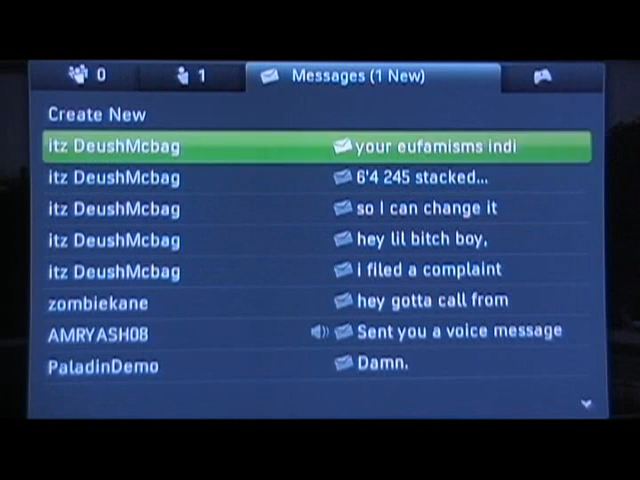 0 1 Messages (1 New)
Create New
itz DeushMcbag your eufamisms indi
itz DeushMcbag 6'4 245 stacked...
itz DeushMcbag so I can change it
itz DeushMcbag hey lil bitch boy,
itz DeushMcbag i filed a complaint
zombiekane hey gotta call from
AMRYASH08 Sent you a voice message
PaladinDemo Damn.